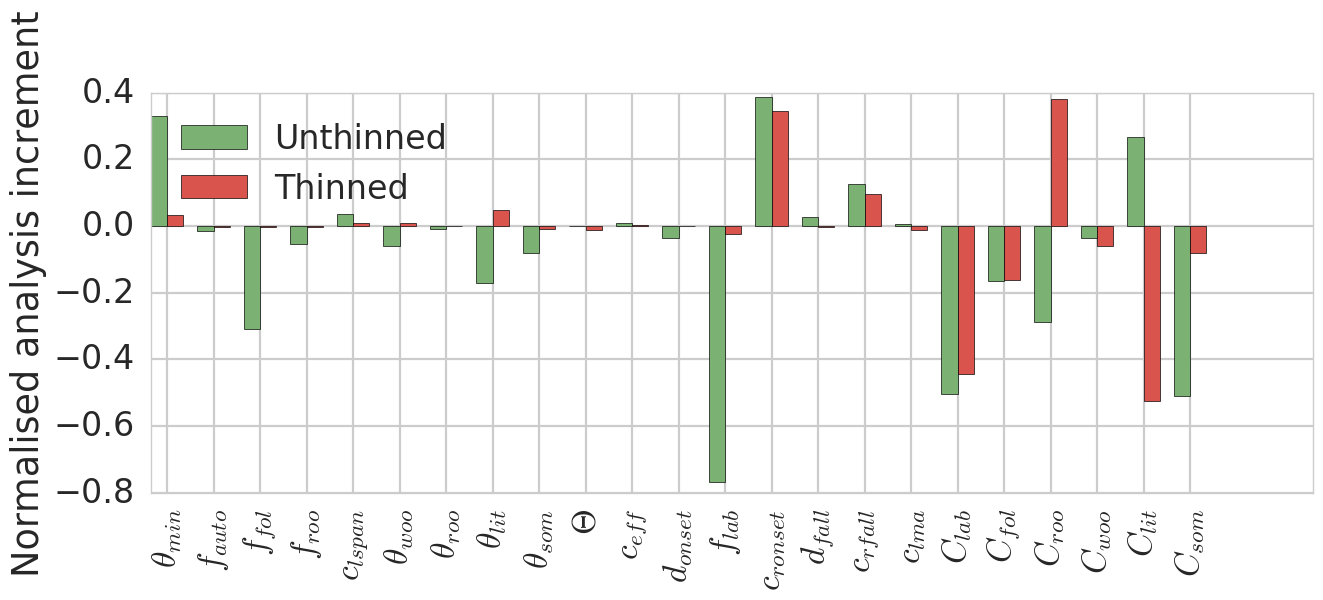 Normalised analysis increment
0.4
0.2
0.0
−0.2
−0.4
−0.6
−0.8
Unthinned
Thinned
θmin
fauto
ffol
froo
clspan
θwoo
θroo
θlit
θsom
Θ
ceff
donset
flab
cronset
dfall
crfall
clma
Clab
Cfol
Croo
Cwoo
Clit
Csom